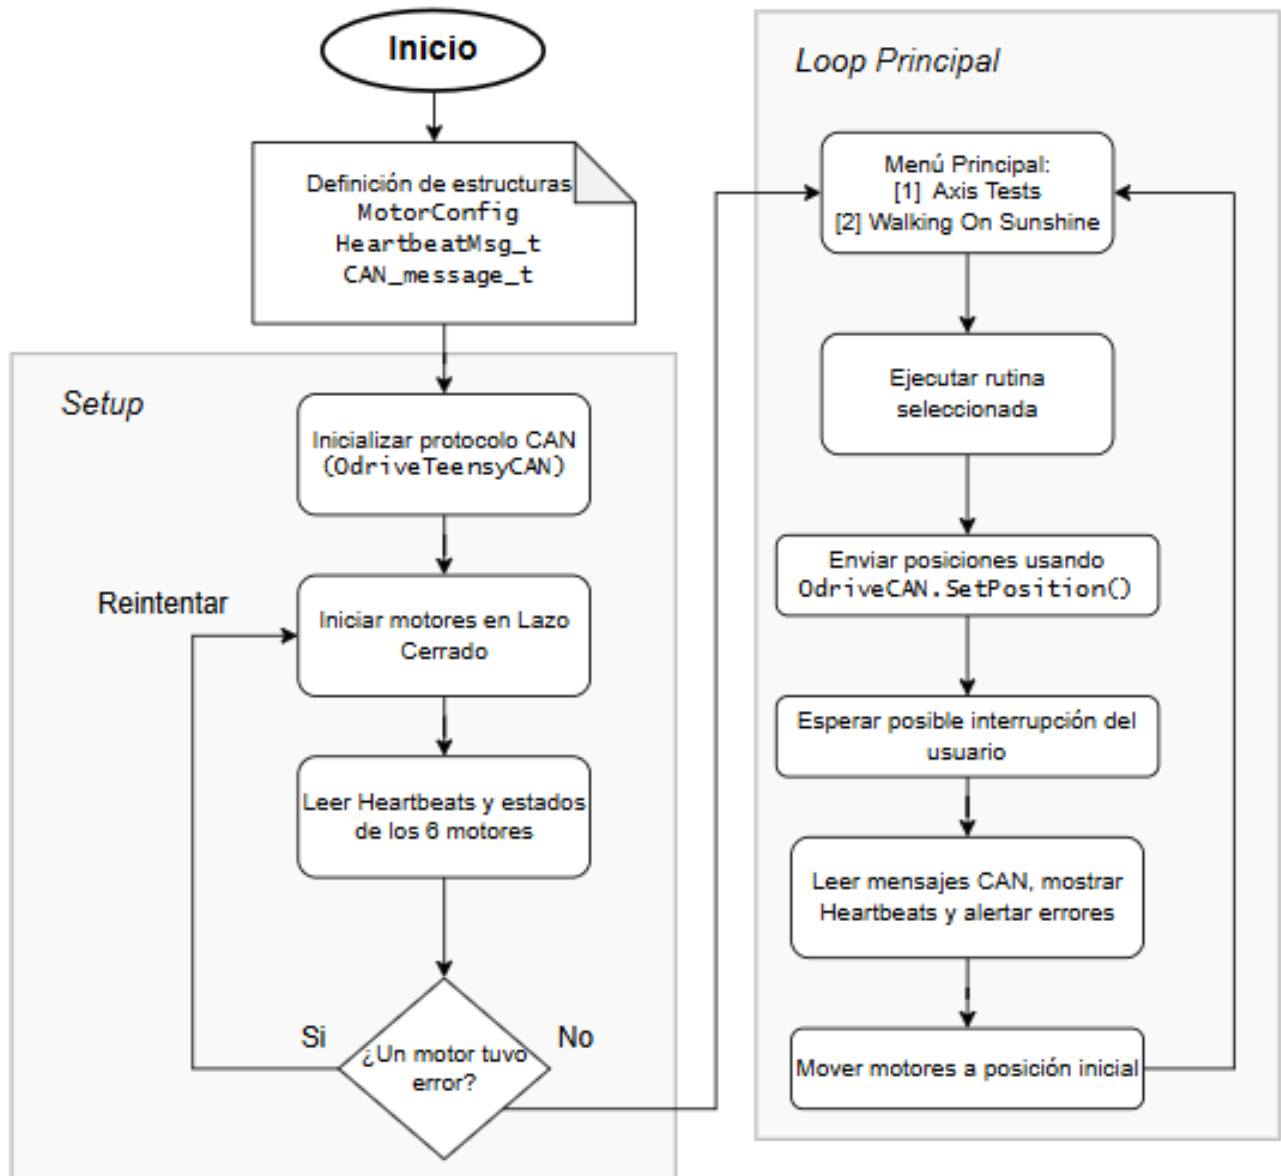 Inicio
Definición de estructuras
MotorConfig
HeartbeatMsg_t
CAN_message_t
Setup
Inicializar protocolo CAN
(OdriveTeensyCAN)
Reintentar
Iniciar motores en Lazo
Cerrado
Leer Heartbeats y estados
de los 6 motores
Si
¿Un motor tuvo
error?
No
Loop Principal
Menú Principal:
[1] Axis Tests
[2] Walking On Sunshine
Ejecutar rutina
seleccionada
Enviar posiciones usando
OdriveCAN.SetPosition()
Esperar posible interrupción del
usuario
Leer mensajes CAN, mostrar
Heartbeats y alertar errores
Mover motores a posición inicial